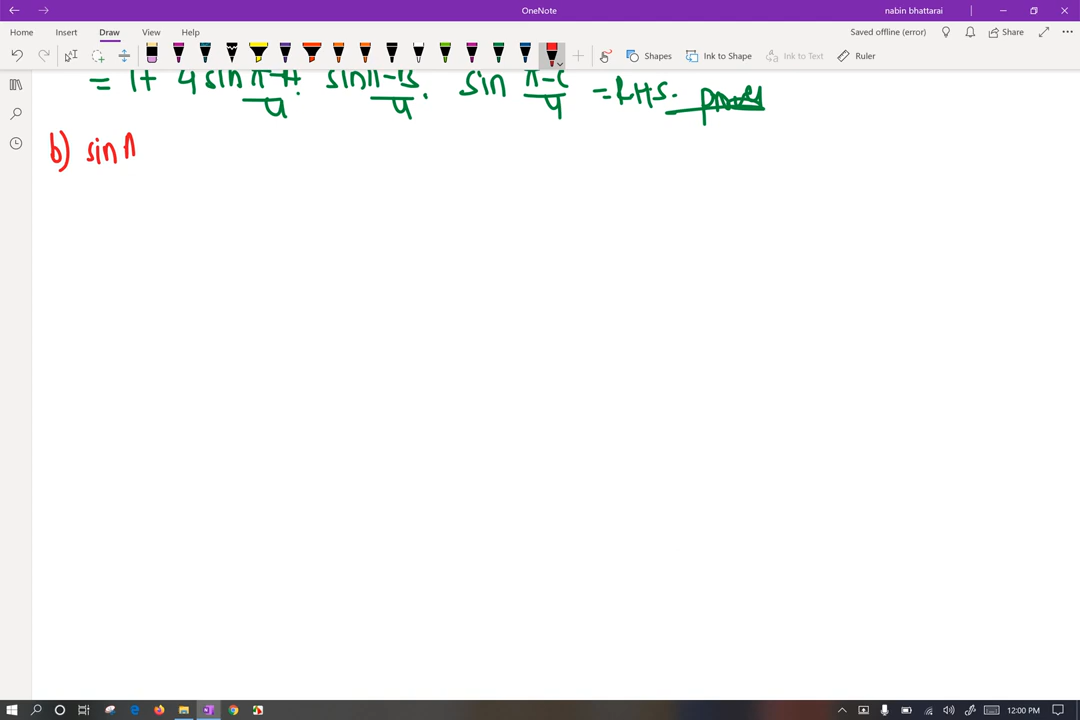 OneNote
nabin bhattarai
Home Insert Draw View Help
Saved offline (error) Share
Shapes Ink to Shape Ink to Text Ruler
= 1+ 4 sin π-A/4 . sin π-B/4 . sin π-C/4 = RHS. proved
b) sin A
12:00 PM